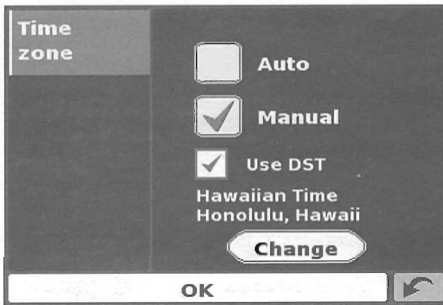 Time
zone
Auto
Manual
Use DST
Hawaiian Time
Honolulu, Hawaii
Change
OK